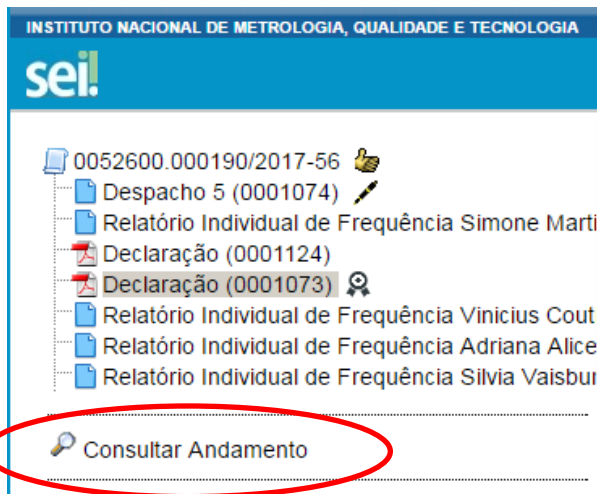 INSTITUTO NACIONAL DE METROLOGIA, QUALIDADE E TECNOLOGIA
sei!
0052600.000190/2017-56
Despacho 5 (0001074)
Relatório Individual de Frequência Simone Marti
Declaração (0001124)
Declaração (0001073)
Relatório Individual de Frequência Vinicius Cout
Relatório Individual de Frequência Adriana Alice
Relatório Individual de Frequência Silvia Vaisbur
Consultar Andamento